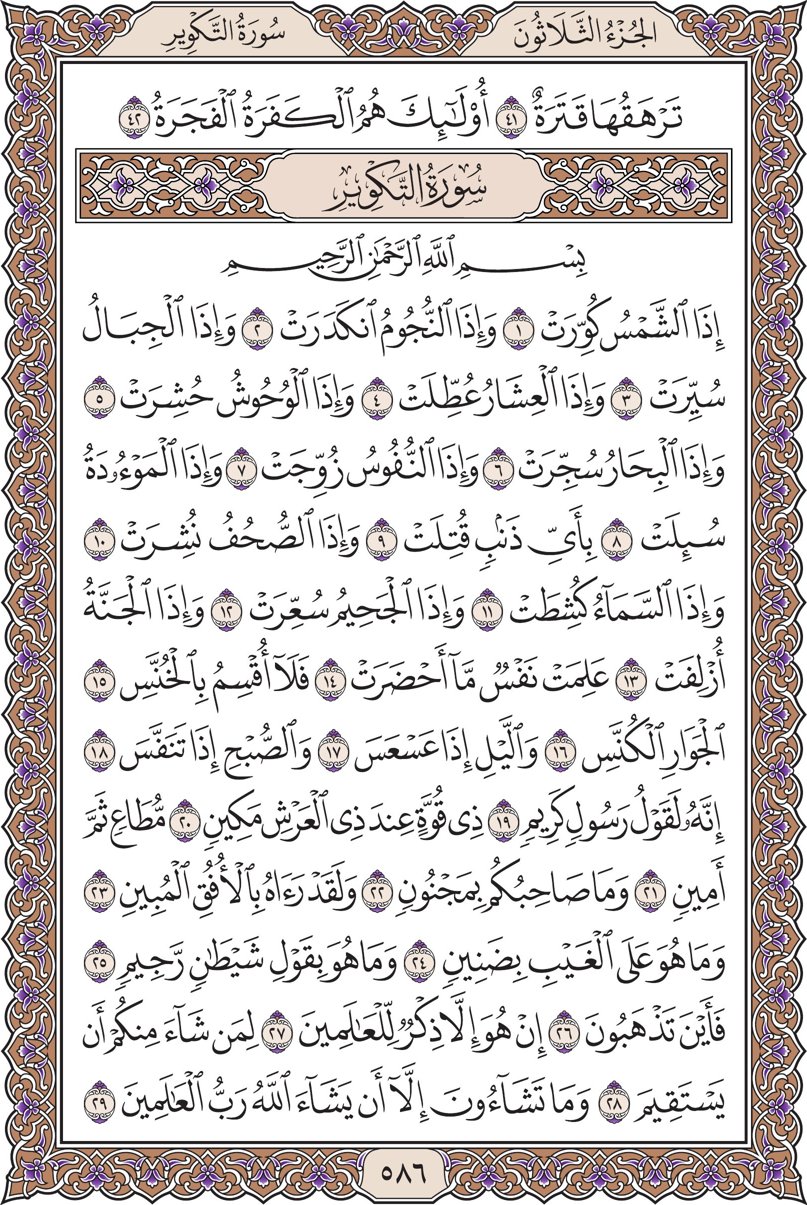 الجُزْءُ الثَّلَاثُونَ سُورَةُ التَّكْوِيرِ
تَرْهَقُهَا قَتَرَةٌ ٤١ أُوْلَٰٓئِكَ هُمُ ٱلْكَفَرَةُ ٱلْفَجَرَةُ ٤٢
سُورَةُ التَّكْوِيرِ
بِسْمِ ٱللَّهِ ٱلرَّحْمَٰنِ ٱلرَّحِيمِ
إِذَا ٱلشَّمْسُ كُوِّرَتْ ١ وَإِذَا ٱلنُّجُومُ ٱنكَدَرَتْ ٢ وَإِذَا ٱلْجِبَالُ
سُيِّرَتْ ٣ وَإِذَا ٱلْعِشَارُ عُطِّلَتْ ٤ وَإِذَا ٱلْوُحُوشُ حُشِرَتْ ٥
وَإِذَا ٱلْبِحَارُ سُجِّرَتْ ٦ وَإِذَا ٱلنُّفُوسُ زُوِّجَتْ ٧ وَإِذَا ٱلْمَوْءُۥدَةُ
سُئِلَتْ ٨ بِأَيِّ ذَنۢبٍ قُتِلَتْ ٩ وَإِذَا ٱلصُّحُفُ نُشِرَتْ ١٠
وَإِذَا ٱلسَّمَآءُ كُشِطَتْ ١١ وَإِذَا ٱلْجَحِيمُ سُعِّرَتْ ١٢ وَإِذَا ٱلْجَنَّةُ
أُزْلِفَتْ ١٣ عَلِمَتْ نَفْسٌ مَّآ أَحْضَرَتْ ١٤ فَلَآ أُقْسِمُ بِٱلْخُنَّسِ ١٥
ٱلْجَوَارِ ٱلْكُنَّسِ ١٦ وَٱلَّيْلِ إِذَا عَسْعَسَ ١٧ وَٱلصُّبْحِ إِذَا تَنَفَّسَ ١٨
إِنَّهُۥ لَقَوْلُ رَسُولٍ كَرِيمٍ ١٩ ذِى قُوَّةٍ عِندَ ذِى ٱلْعَرْشِ مَكِينٍ ٢٠ مُّطَاعٍ ثَمَّ
أَمِينٍ ٢١ وَمَا صَاحِبُكُم بِمَجْنُونٍ ٢٢ وَلَقَدْ رَءَاهُ بِٱلْأُفُقِ ٱلْمُبِينِ ٢٣
وَمَا هُوَ عَلَى ٱلْغَيْبِ بِضَنِينٍ ٢٤ وَمَا هُوَ بِقَوْلِ شَيْطَٰنٍ رَّجِيمٍ ٢٥
فَأَيْنَ تَذْهَبُونَ ٢٦ إِنْ هُوَ إِلَّا ذِكْرٌ لِّلْعَٰلَمِينَ ٢٧ لِمَن شَآءَ مِنكُمْ أَن
يَسْتَقِيمَ ٢٨ وَمَا تَشَآءُونَ إِلَّآ أَن يَشَآءَ ٱللَّهُ رَبُّ ٱلْعَٰلَمِينَ ٢٩
٥٨٦